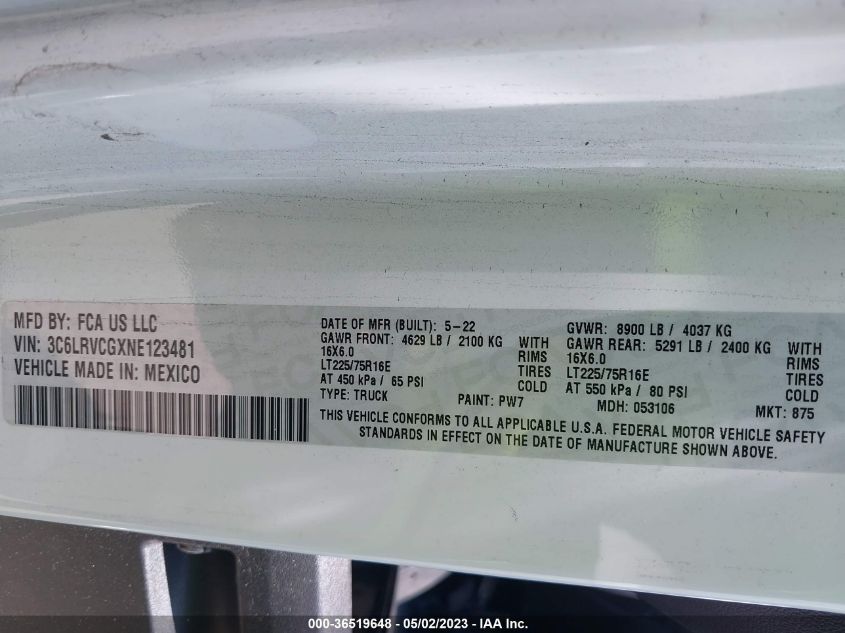 MFD BY: FCA US LLC
VIN: 3C6LRVCGXNE123481
VEHICLE MADE IN: MEXICO
DATE OF MFR (BUILT): 5-22
GAWR FRONT: 4629 LB / 2100 KG WITH
16X6.0 RIMS
LT225/75R16E TIRES
AT 450 kPa / 65 PSI COLD
TYPE: TRUCK PAINT: PW7
GVWR: 8900 LB / 4037 KG
GAWR REAR: 5291 LB / 2400 KG WITH
16X6.0 RIMS
LT225/75R16E TIRES
AT 550 kPa / 80 PSI COLD
MDH: 053106 MKT: 875
THIS VEHICLE CONFORMS TO ALL APPLICABLE U.S.A. FEDERAL MOTOR VEHICLE SAFETY
STANDARDS IN EFFECT ON THE DATE OF MANUFACTURE SHOWN ABOVE.
000-36519648 - 05/02/2023 - IAA Inc.